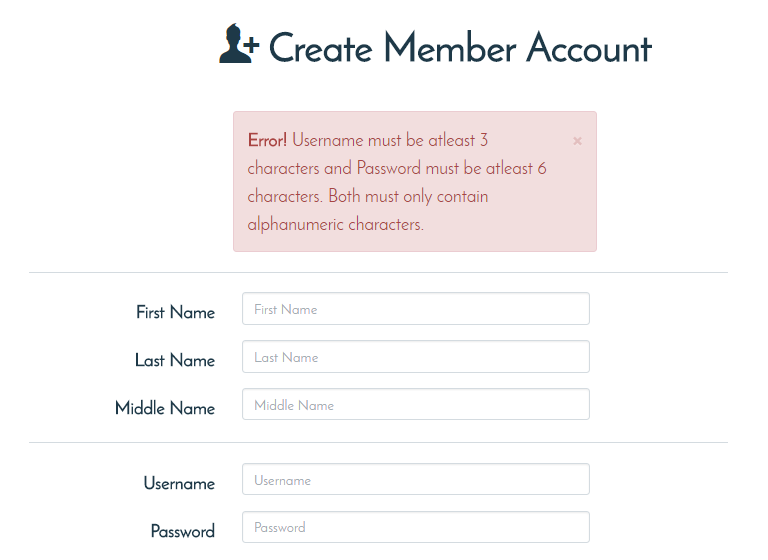 Create Member Account
Error! Username must be atleast 3 ×
characters and Password must be atleast 6
characters. Both must only contain
alphanumeric characters.
First Name First Name
Last Name Last Name
Middle Name Middle Name
Username Username
Password Password